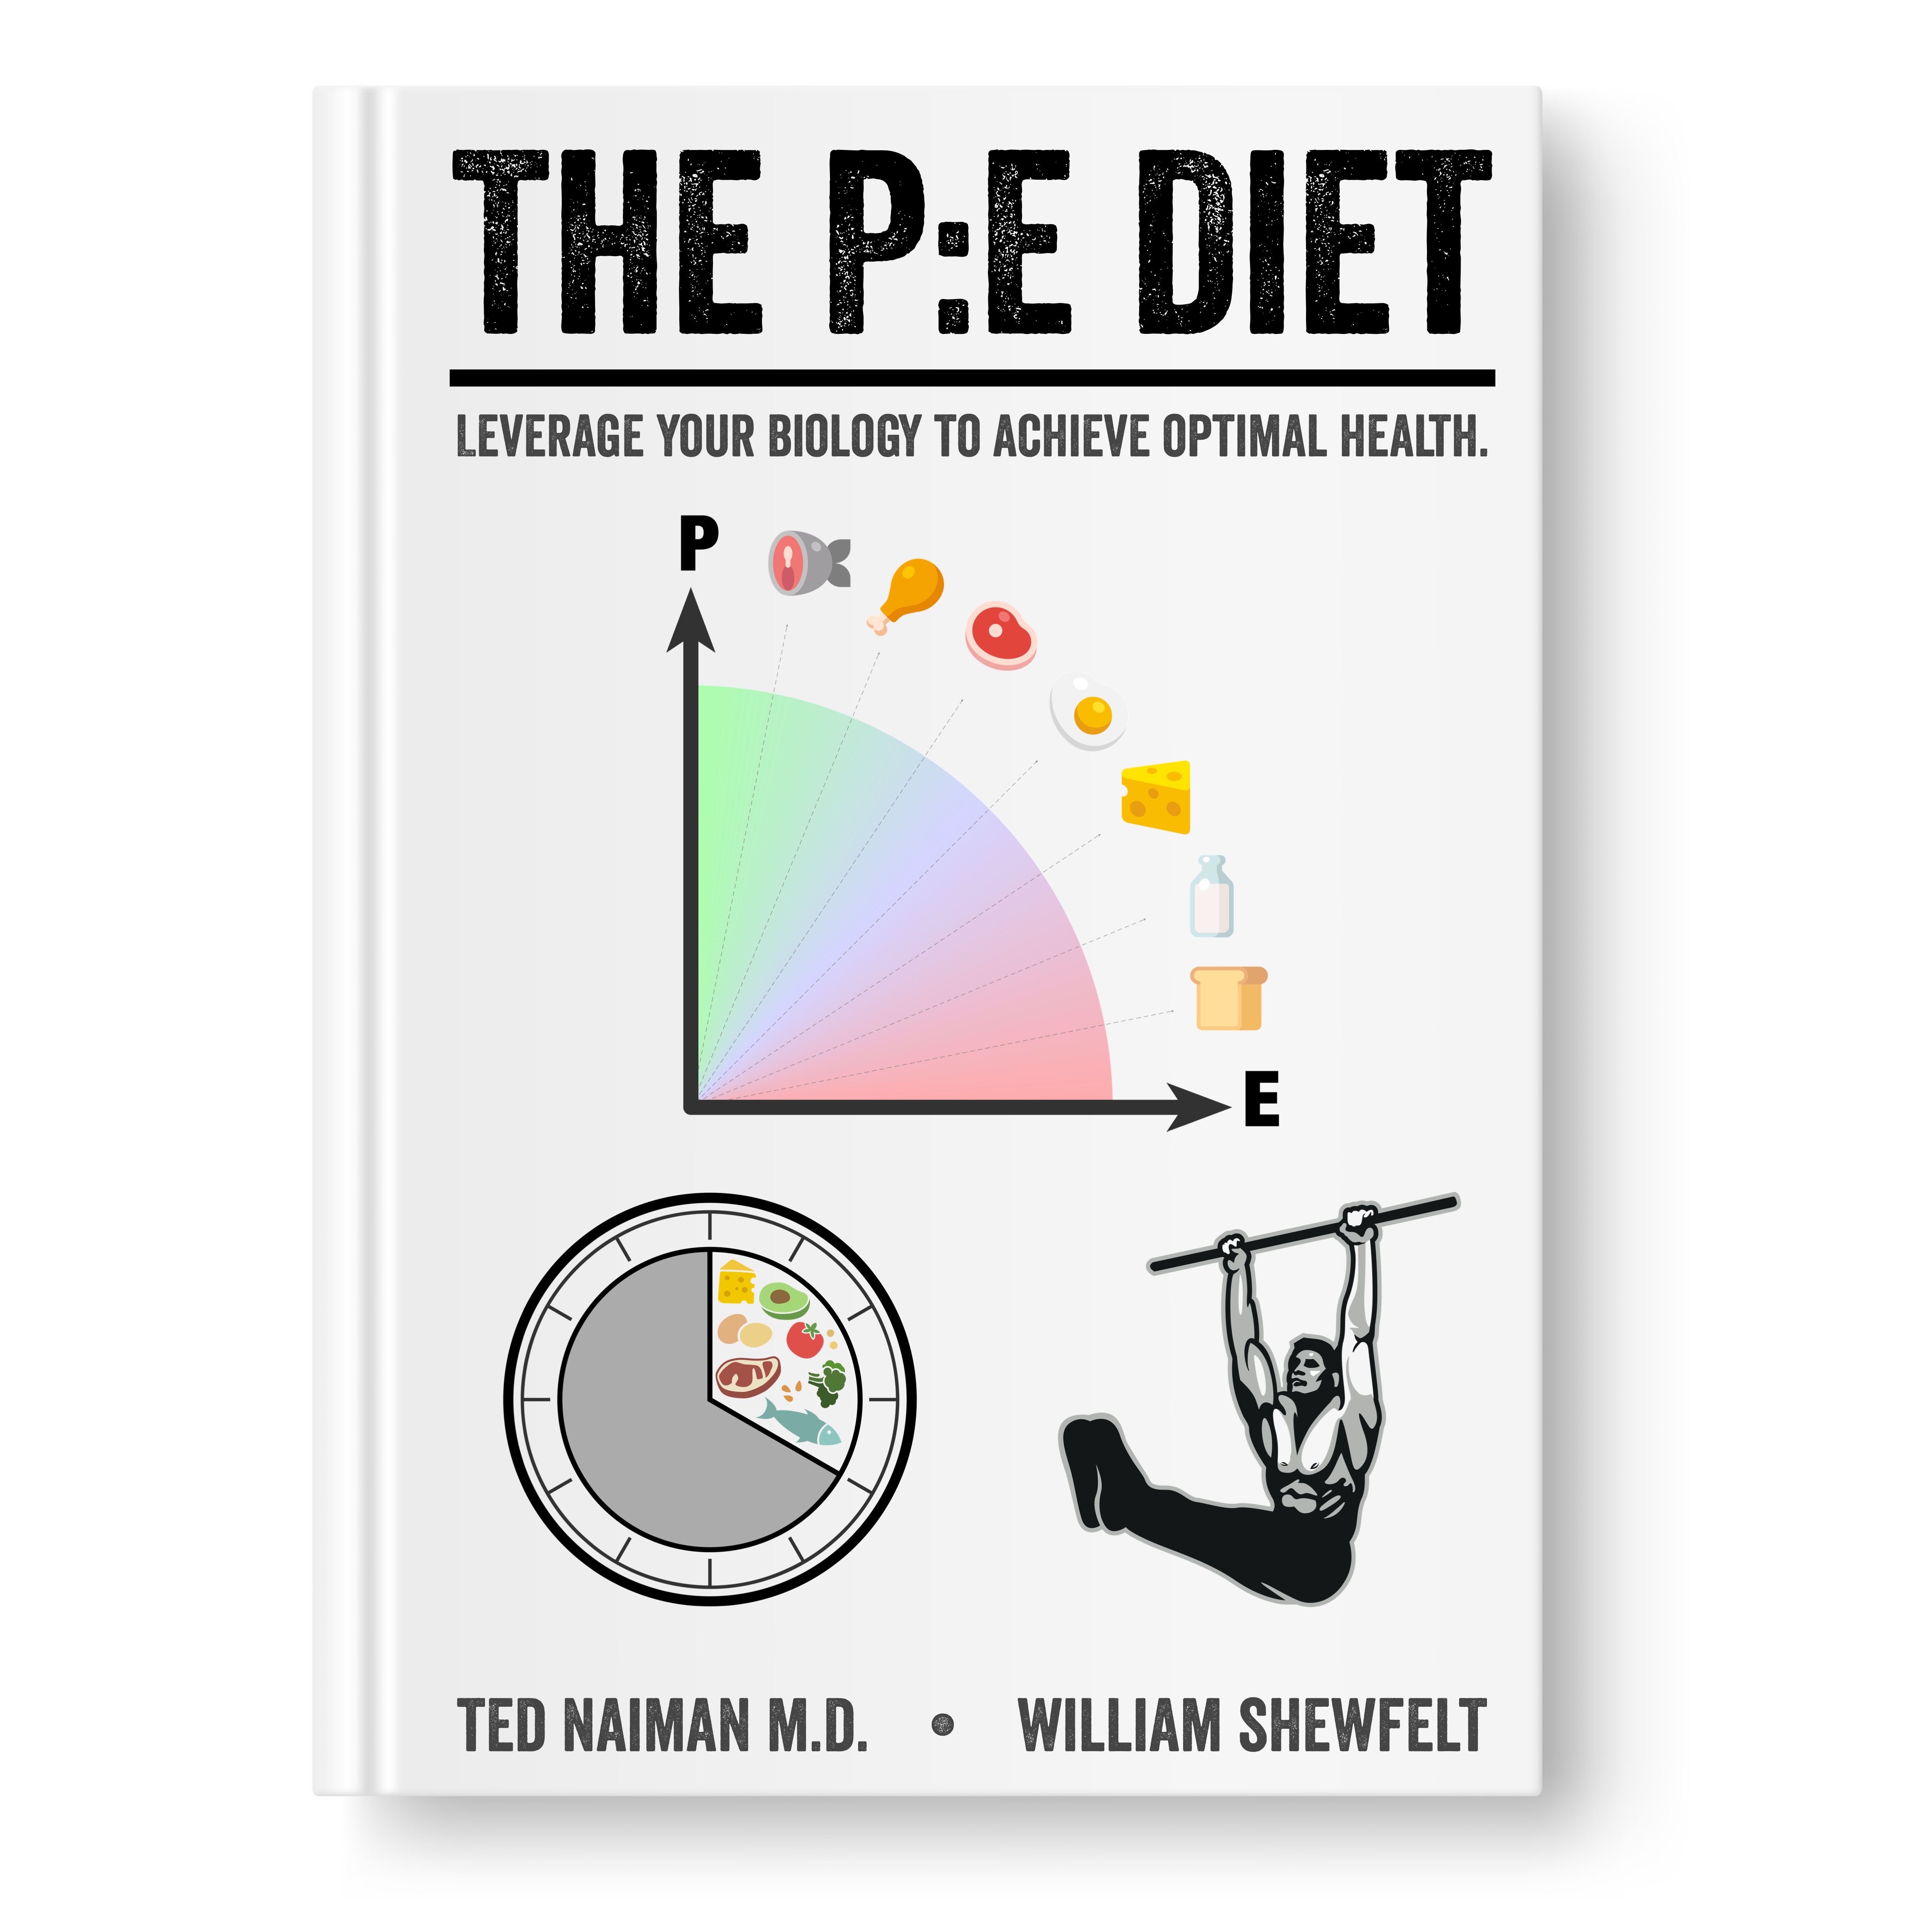 THE P:E DIET
LEVERAGE YOUR BIOLOGY TO ACHIEVE OPTIMAL HEALTH.
P
E
TED NAIMAN M.D. • WILLIAM SHEWFELT